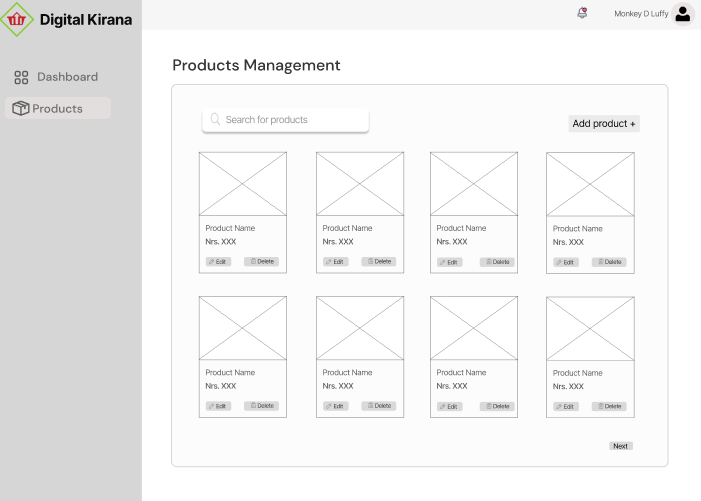 Digital Kirana
Monkey D Luffy
Dashboard
Products
Products Management
Search for products
Add product +
Product Name
Nrs. XXX
Edit
Delete
Product Name
Nrs. XXX
Edit
Delete
Product Name
Nrs. XXX
Edit
Delete
Product Name
Nrs. XXX
Edit
Delete
Product Name
Nrs. XXX
Edit
Delete
Product Name
Nrs. XXX
Edit
Delete
Product Name
Nrs. XXX
Edit
Delete
Product Name
Nrs. XXX
Edit
Delete
Next